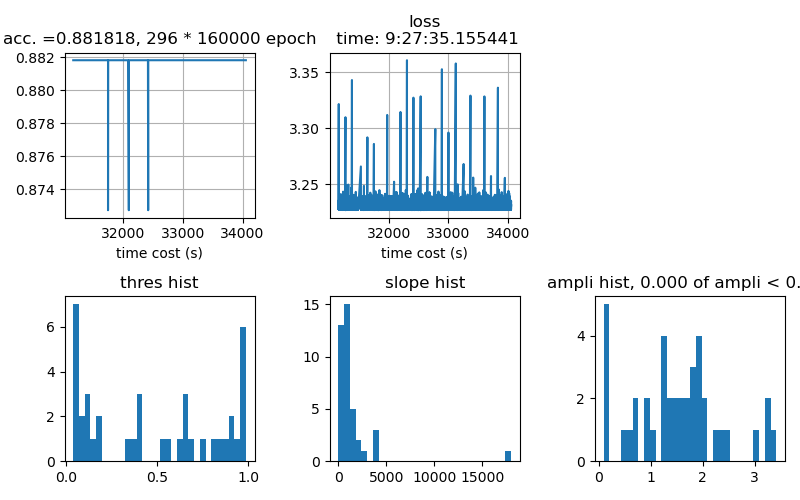 acc. =0.881818, 296 * 160000 epoch
0.882
0.880
0.878
0.876
0.874
32000 33000 34000
time cost (s)
loss
time: 9:27:35.155441
3.35
3.30
3.25
32000 33000 34000
time cost (s)
thres hist
6
4
2
0
0.0 0.5 1.0
slope hist
15
10
5
0
0 5000 10000 15000
ampli hist, 0.000 of ampli < 0.
4
2
0
0 1 2 3